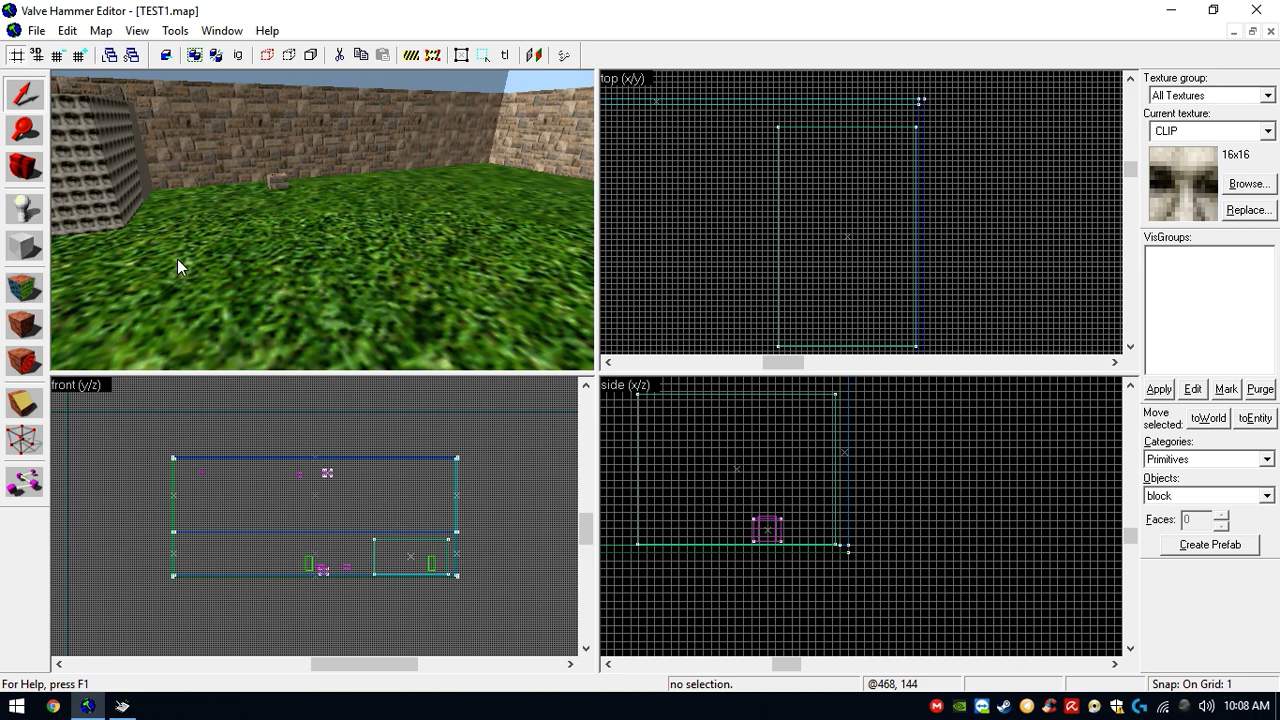 Valve Hammer Editor - [TEST1.map]
File Edit Map View Tools Window Help
3D
ig
tl
top (x/y)
front (y/z)
side (x/z)
Texture group:
All Textures
Current texture:
CLIP
16x16
Browse...
Replace...
VisGroups:
Apply Edit Mark Purge
Move selected:
toWorld toEntity
Categories:
Primitives
Objects:
block
Faces: 0
Create Prefab
For Help, press F1
no selection.
@468, 144
Snap: On Grid: 1
10:08 AM